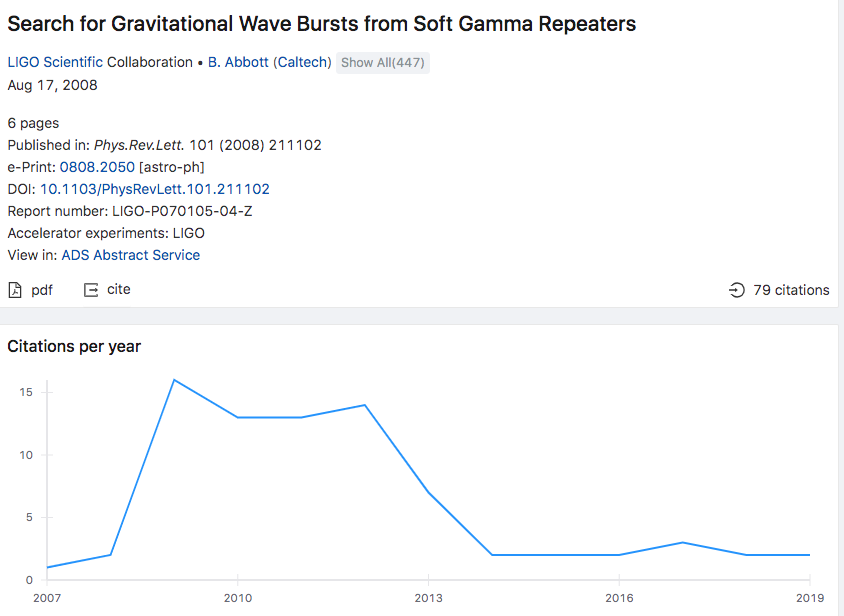 Search for Gravitational Wave Bursts from Soft Gamma Repeaters
LIGO Scientific Collaboration • B. Abbott (Caltech) Show All(447)
Aug 17, 2008
6 pages
Published in: Phys.Rev.Lett. 101 (2008) 211102
e-Print: 0808.2050 [astro-ph]
DOI: 10.1103/PhysRevLett.101.211102
Report number: LIGO-P070105-04-Z
Accelerator experiments: LIGO
View in: ADS Abstract Service
pdf cite 79 citations
Citations per year
15
10
5
0
2007 2010 2013 2016 2019